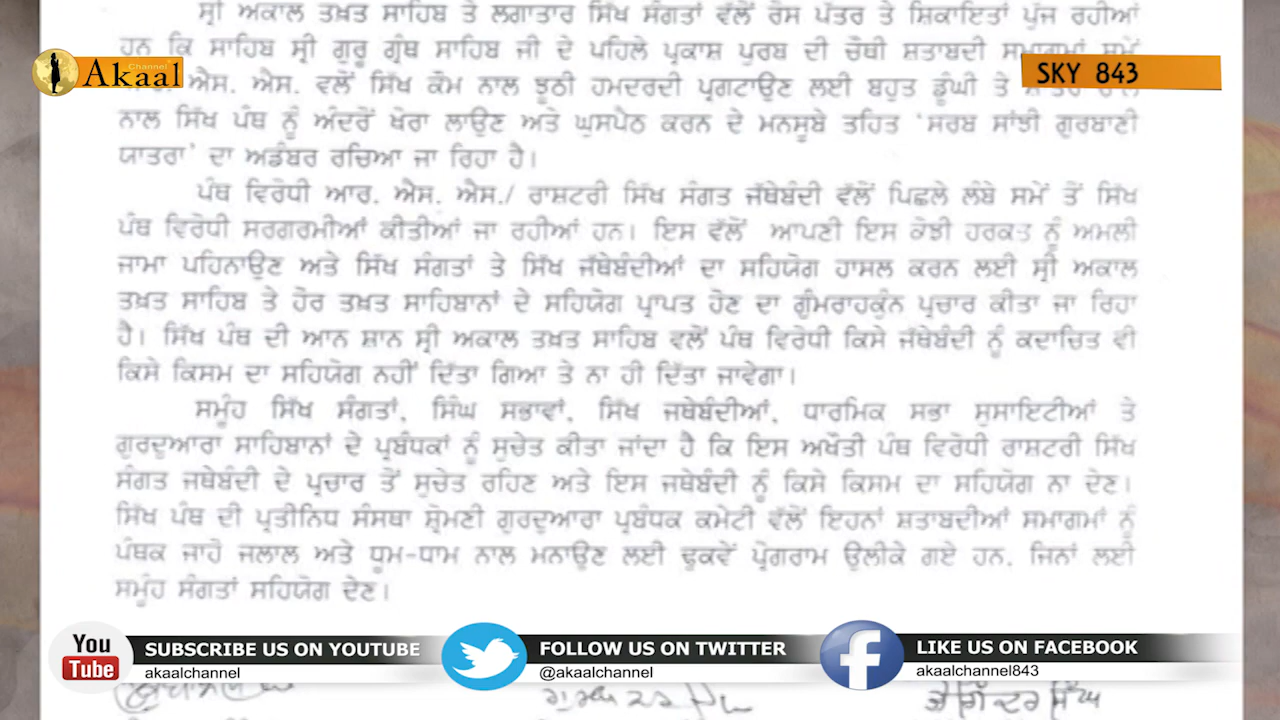 ਸ੍ਰੀ ਅਕਾਲ ਤਖ਼ਤ ਸਾਹਿਬ ਤੇ ਲਗਾਤਾਰ ਸਿੱਖ ਸੰਗਤਾਂ ਵੱਲੋਂ ਰੋਸ ਪੱਤਰ ਤੇ ਸ਼ਿਕਾਇਤਾਂ ਪੁੱਜ ਰਹੀਆਂ
ਹਨ ਕਿ ਸਾਹਿਬ ਸ੍ਰੀ ਗੁਰੂ ਗ੍ਰੰਥ ਸਾਹਿਬ ਜੀ ਦੇ ਪਹਿਲੇ ਪ੍ਰਕਾਸ਼ ਪੁਰਬ ਦੀ ਚੌਥੀ ਸ਼ਤਾਬਦੀ ਸਮਾਗਮਾਂ ਸਮੇਂ
Akaal
Channel
SKY 843
ਐਸ. ਐਸ. ਵਲੋਂ ਸਿੱਖ ਕੌਮ ਨਾਲ ਝੂਠੀ ਹਮਦਰਦੀ ਪ੍ਰਗਟਾਉਣ ਲਈ ਬਹੁਤ ਡੂੰਘੀ ਤੇ
ਨਾਲ ਸਿੱਖ ਪੰਥ ਨੂੰ ਅੰਦਰੋਂ ਖੋਰਾ ਲਾਉਣ ਅਤੇ ਘੁਸਪੈਠ ਕਰਨ ਦੇ ਮਨਸੂਬੇ ਤਹਿਤ 'ਸਰਬ ਸਾਂਝੀ ਗੁਰਬਾਣੀ
ਯਾਤਰਾ' ਦਾ ਅਡੰਬਰ ਰਚਿਆ ਜਾ ਰਿਹਾ ਹੈ।
ਪੰਥ ਵਿਰੋਧੀ ਆਰ. ਐਸ. ਐਸ./ ਰਾਸ਼ਟਰੀ ਸਿੱਖ ਸੰਗਤ ਜੱਥੇਬੰਦੀ ਵੱਲੋਂ ਪਿਛਲੇ ਲੰਬੇ ਸਮੇਂ ਤੋਂ ਸਿੱਖ
ਪੰਥ ਵਿਰੋਧੀ ਸਰਗਰਮੀਆਂ ਕੀਤੀਆਂ ਜਾ ਰਹੀਆਂ ਹਨ। ਇਸ ਵੱਲੋਂ ਆਪਣੀ ਇਸ ਕੋਝੀ ਹਰਕਤ ਨੂੰ ਅਮਲੀ
ਜਾਮਾ ਪਹਿਨਾਉਣ ਅਤੇ ਸਿੱਖ ਸੰਗਤਾਂ ਤੇ ਸਿੱਖ ਜੱਥੇਬੰਦੀਆਂ ਦਾ ਸਹਿਯੋਗ ਹਾਸਲ ਕਰਨ ਲਈ ਸ੍ਰੀ ਅਕਾਲ
ਤਖ਼ਤ ਸਾਹਿਬ ਤੇ ਹੋਰ ਤਖ਼ਤ ਸਾਹਿਬਾਨਾਂ ਦੇ ਸਹਿਯੋਗ ਪ੍ਰਾਪਤ ਹੋਣ ਦਾ ਗੁੰਮਰਾਹਕੁੰਨ ਪ੍ਰਚਾਰ ਕੀਤਾ ਜਾ ਰਿਹਾ
ਹੈ। ਸਿੱਖ ਪੰਥ ਦੀ ਆਨ ਸ਼ਾਨ ਸ੍ਰੀ ਅਕਾਲ ਤਖ਼ਤ ਸਾਹਿਬ ਵਲੋਂ ਪੰਥ ਵਿਰੋਧੀ ਕਿਸੇ ਜੱਥੇਬੰਦੀ ਨੂੰ ਕਦਾਚਿਤ ਵੀ
ਕਿਸੇ ਕਿਸਮ ਦਾ ਸਹਿਯੋਗ ਨਹੀਂ ਦਿੱਤਾ ਗਿਆ ਤੇ ਨਾ ਹੀ ਦਿੱਤਾ ਜਾਵੇਗਾ।
ਸਮੂੰਹ ਸਿੱਖ ਸੰਗਤਾਂ, ਸਿੰਘ ਸਭਾਵਾਂ, ਸਿੱਖ ਜਥੇਬੰਦੀਆਂ, ਧਾਰਮਿਕ ਸਭਾ ਸੁਸਾਇਟੀਆਂ ਤੇ
ਗੁਰਦੁਆਰਾ ਸਾਹਿਬਾਨਾਂ ਦੇ ਪ੍ਰਬੰਧਕਾਂ ਨੂੰ ਸੁਚੇਤ ਕੀਤਾ ਜਾਂਦਾ ਹੈ ਕਿ ਇਸ ਅਖੌਤੀ ਪੰਥ ਵਿਰੋਧੀ ਰਾਸ਼ਟਰੀ ਸਿੱਖ
ਸੰਗਤ ਜਥੇਬੰਦੀ ਦੇ ਪ੍ਰਚਾਰ ਤੋਂ ਸੁਚੇਤ ਰਹਿਣ ਅਤੇ ਇਸ ਜਥੇਬੰਦੀ ਨੂੰ ਕਿਸੇ ਕਿਸਮ ਦਾ ਸਹਿਯੋਗ ਨਾ ਦੇਣ।
ਸਿੱਖ ਪੰਥ ਦੀ ਪ੍ਰਤੀਨਿਧ ਸੰਸਥਾ ਸ਼੍ਰੋਮਣੀ ਗੁਰਦੁਆਰਾ ਪ੍ਰਬੰਧਕ ਕਮੇਟੀ ਵੱਲੋਂ ਇਹਨਾਂ ਸ਼ਤਾਬਦੀਆਂ ਸਮਾਗਮਾਂ ਨੂੰ
ਪੰਥਕ ਜਾਹੋ ਜਲਾਲ ਅਤੇ ਧੂਮ-ਧਾਮ ਨਾਲ ਮਨਾਉਣ ਲਈ ਢੁਕਵੇਂ ਪ੍ਰੋਗਰਾਮ ਉਲੀਕੇ ਗਏ ਹਨ, ਜਿਨਾਂ ਲਈ
ਸਮੂੰਹ ਸੰਗਤਾਂ ਸਹਿਯੋਗ ਦੇਣ।
You Tube
SUBSCRIBE US ON YOUTUBE
akaalchannel
FOLLOW US ON TWITTER
@akaalchannel
f
LIKE US ON FACEBOOK
akaalchannel843
ਸਿੰਘ